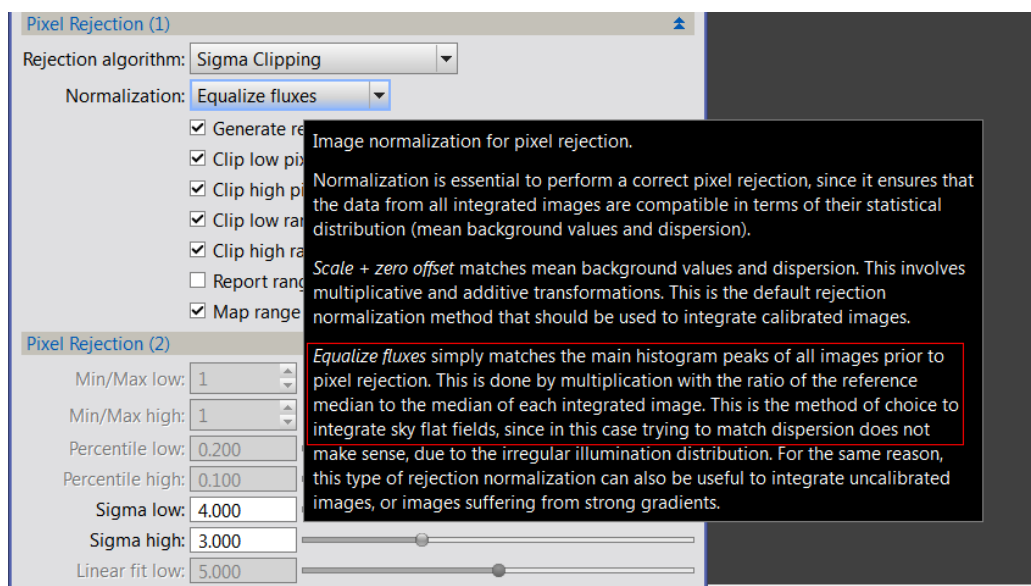 Pixel Rejection (1)
Rejection algorithm: Sigma Clipping
Normalization: Equalize fluxes
Generate re
Clip low pix
Clip high pi
Clip low ran
Clip high ra
Report rang
Map range
Image normalization for pixel rejection.
Normalization is essential to perform a correct pixel rejection, since it ensures that
the data from all integrated images are compatible in terms of their statistical
distribution (mean background values and dispersion).
Scale + zero offset matches mean background values and dispersion. This involves
multiplicative and additive transformations. This is the default rejection
normalization method that should be used to integrate calibrated images.
Equalize fluxes simply matches the main histogram peaks of all images prior to
pixel rejection. This is done by multiplication with the ratio of the reference
median to the median of each integrated image. This is the method of choice to
integrate sky flat fields, since in this case trying to match dispersion does not
make sense, due to the irregular illumination distribution. For the same reason,
this type of rejection normalization can also be useful to integrate uncalibrated
images, or images suffering from strong gradients.
Pixel Rejection (2)
Min/Max low: 1
Min/Max high: 1
Percentile low: 0.200
Percentile high: 0.100
Sigma low: 4.000
Sigma high: 3.000
Linear fit low: 5.000